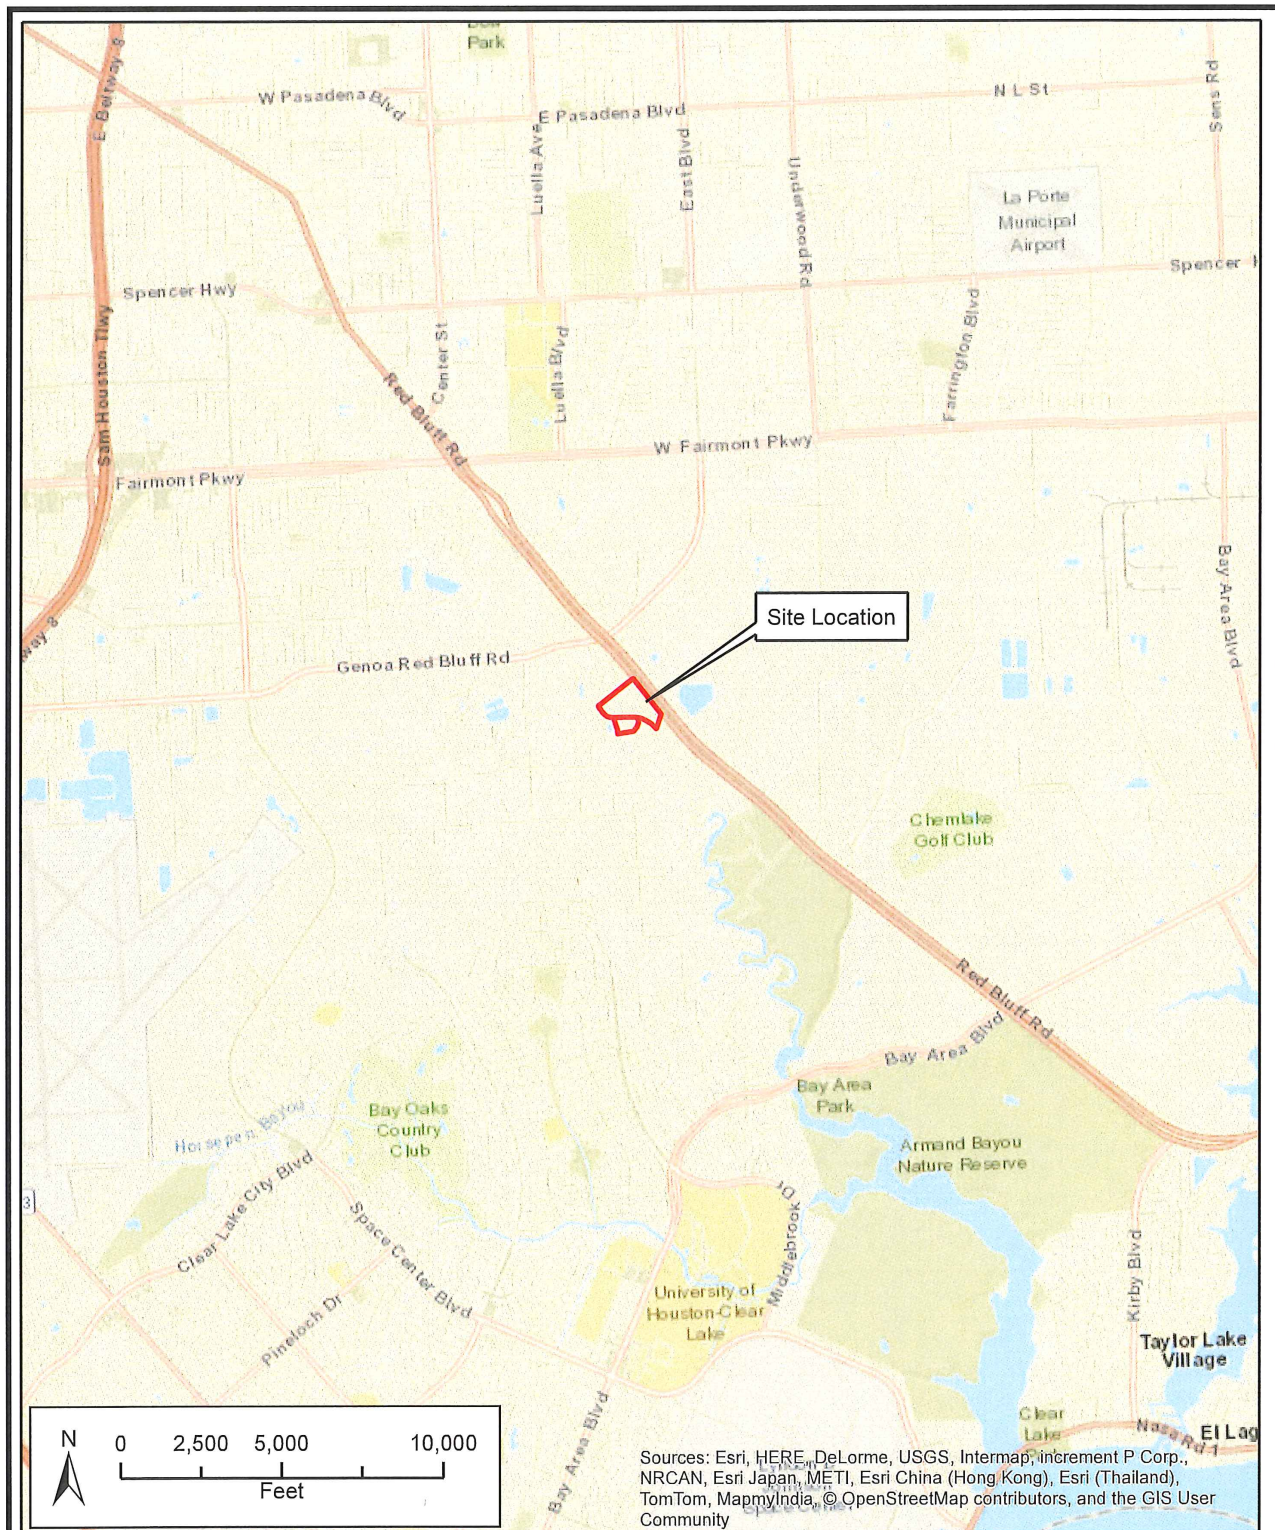 Park
E Beltway 8
W Pasadena Blvd
E Pasadena Blvd
N L St
Sens Rd
Luella Ave
East Blvd
Underwood Rd
La Porte
Municipal
Airport
Spencer Hwy
Spencer
Sam Houston Tlwy
Center St
Luella Blvd
Farrington Blvd
Red Bluff Rd
W Fairmont Pkwy
Fairmont Pkwy
Bay Area Blvd
Site Location
way 8
Genoa Red Bluff Rd
Chemlake
Golf Club
Red Bluff Rd
Bay Area Blvd
Bay Area
Park
Bay Oaks
Country
Club
Horsepen Bayou
Armand Bayou
Nature Reserve
3
Clear Lake City Blvd
Space Center Blvd
Middlebrook Dr
Kirby Blvd
University of
Houston-Clear
Lake
Pineloch Dr
Taylor Lake
Village
Bay Area Blvd
Clear
Lake
Nasa Rd 1
El Lag
N
0 2,500 5,000 10,000
Feet
Sources: Esri, HERE, DeLorme, USGS, Intermap, increment P Corp.,
NRCAN, Esri Japan, METI, Esri China (Hong Kong), Esri (Thailand),
TomTom, MapmyIndia, © OpenStreetMap contributors, and the GIS User
Community